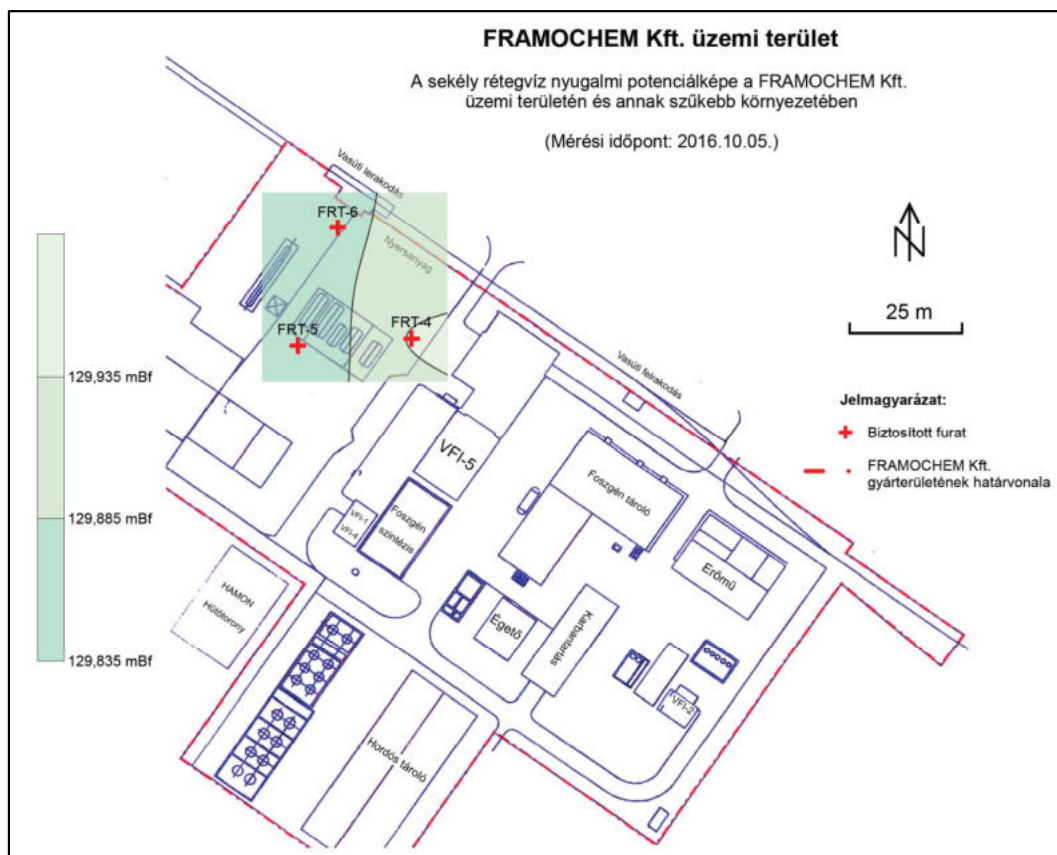 FRAMOCHEM Kft. üzemi terület
A sekély rétegvíz nyugalmi potenciálképe a FRAMOCHEM Kft.
üzemi területén és annak szűkebb környezetében
(Mérési időpont: 2016.10.05.)
Vasúti lerakodás
FRT-6
Nyersanyag
N
25 m
FRT-5
FRT-4
Vasúti felrakodás
129,935 mBf
129,885 mBf
129,835 mBf
Jelmagyarázat:
Biztosított furat
FRAMOCHEM Kft.
gyárterületének határvonala
VFI-5
Foszgén tároló
VFI-1
VFI-4
Foszgén
szintézis
Erőmű
HAMON
Hűtőtorony
Égető
Karbantartás
VFI-2
Hordós tároló